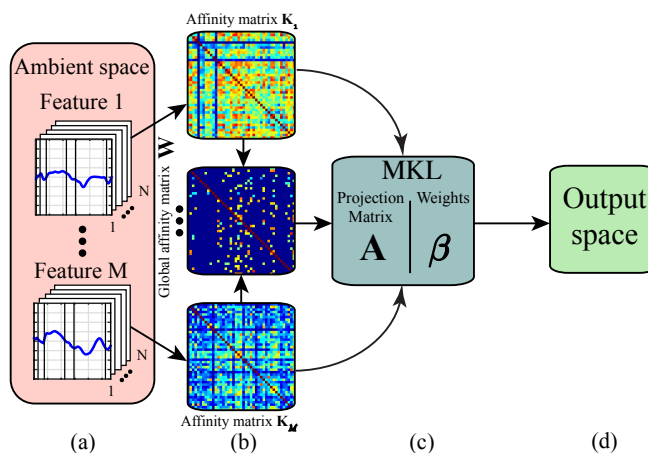 Affinity matrix K₁
Ambient space
Feature 1
N
1
Feature M
N
1
Global affinity matrix W
Affinity matrix K_M
MKL
Projection Matrix
Weights
A
β
Output
space
(a)
(b)
(c)
(d)